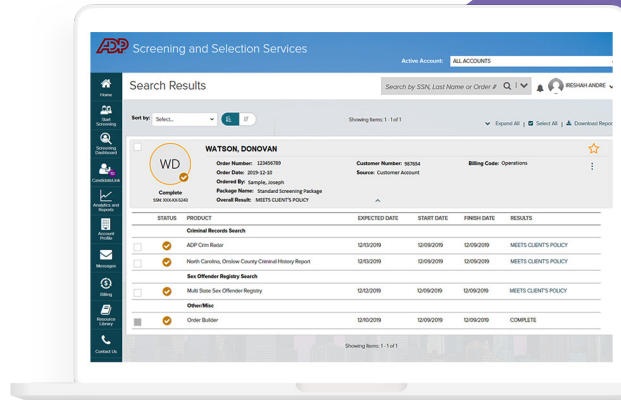 ADP Screening and Selection Services
Active Account: ALL ACCOUNTS
Home
Search Results
Search by SSN, Last Name or Order #
IRESHAH ANDRE
Start Screening
Sort by: Select...
Showing Items: 1 - 1 of 1
Expand All | Select All | Download Repor
Screening Dashboard
CandidateLink
Analytics and Reports
Account Profile
Messages
Billing
Resource Library
Contact Us
WD
Complete
SSN: XXX-XX-5243
WATSON, DONOVAN
Order Number: 123456789
Customer Number: 987654
Billing Code: Operations
Order Date: 2019-12-10
Source: Customer Account
Ordered By: Sample, Joseph
Package Name: Standard Screening Package
Overall Result: MEETS CLIENT'S POLICY
STATUS PRODUCT EXPECTED DATE START DATE FINISH DATE RESULTS
Criminal Records Search
ADP Crim Radar 12/13/2019 12/09/2019 12/09/2019 MEETS CLIENT'S POLICY
North Carolina, Onslow County Criminal History Report 12/13/2019 12/09/2019 12/09/2019 MEETS CLIENT'S POLICY
Sex Offender Registry Search
Multi State Sex Offender Registry 12/12/2019 12/09/2019 12/09/2019 MEETS CLIENT'S POLICY
Other/Misc
Order Builder 12/10/2019 12/09/2019 12/09/2019 COMPLETE
Showing Items: 1 - 1 of 1